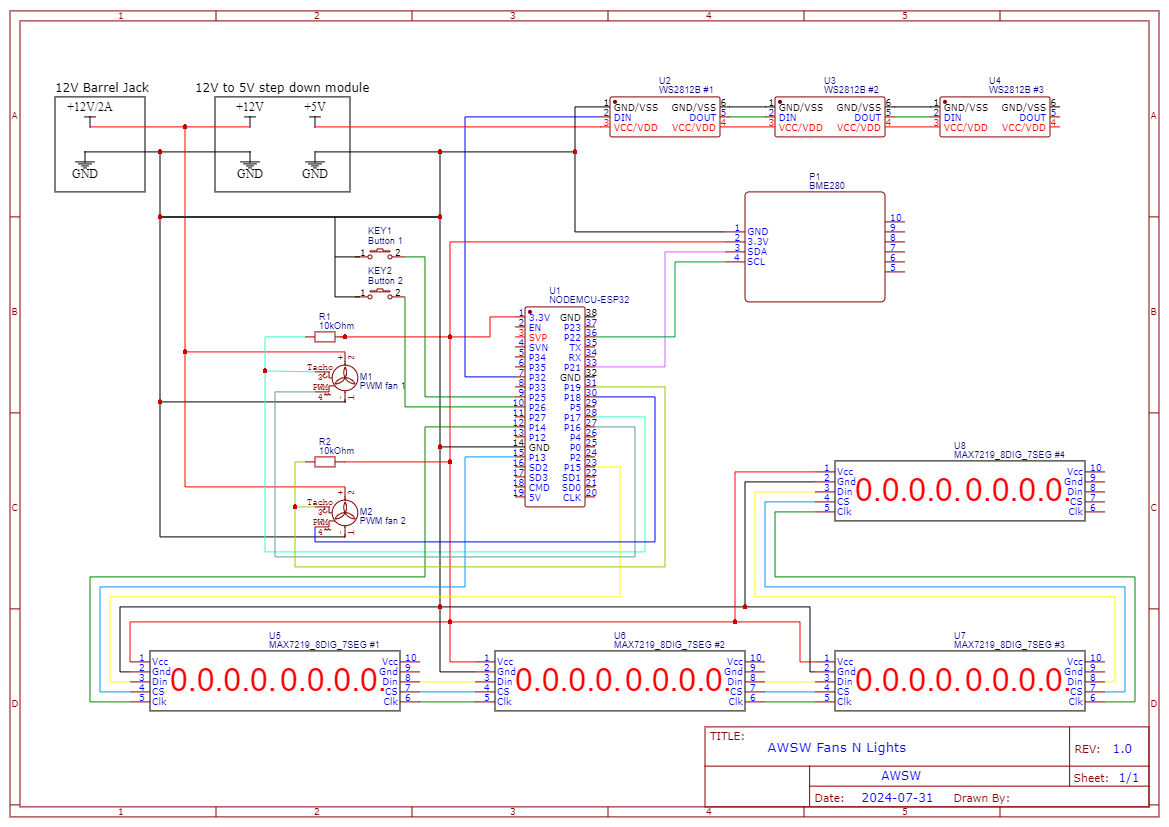 1 2 3 4 5
A A
B B
C C
D D
12V Barrel Jack
+12V/2A
GND
12V to 5V step down module
+12V +5V
GND GND
U2
WS2812B #1
1 GND/VSS GND/VSS 6
2 DIN DOUT 5
3 VCC/VDD VCC/VDD 4
U3
WS2812B #2
1 GND/VSS GND/VSS 6
2 DIN DOUT 5
3 VCC/VDD VCC/VDD 4
U4
WS2812B #3
1 GND/VSS GND/VSS 6
2 DIN DOUT 5
3 VCC/VDD VCC/VDD 4
P1
BME280
1 GND
2 3.3V
3 SDA
4 SCL
10
9
8
7
6
5
KEY1
Button 1
1 2
KEY2
Button 2
1 2
R1
10kOhm
Tacho
3
PWM
4
+ 2
- 1
M1
PWM fan 1
R2
10kOhm
Tacho
3
PWM
4
+ 2
- 1
M2
PWM fan 2
U1
NODEMCU-ESP32
1 3.3V GND 38
2 EN P23 37
3 SVP P22 36
4 SVN TX 35
5 P34 RX 34
6 P35 P21 33
7 P32 GND 32
8 P33 P19 31
9 P25 P18 30
10 P26 P5 29
11 P27 P17 28
12 P14 P16 27
13 P12 P4 26
14 GND P0 25
15 P13 P2 24
16 SD2 P15 23
17 SD3 SD1 22
18 CMD SD0 21
19 5V CLK 20
U8
MAX7219_8DIG_7SEG #4
1 Vcc Vcc 10
2 Gnd Gnd 9
3 Din Din 8
4 CS CS 7
5 Clk Clk 6
0.0.0.0.0.0.0.0.
U5
MAX7219_8DIG_7SEG #1
1 Vcc Vcc 10
2 Gnd Gnd 9
3 Din Din 8
4 CS CS 7
5 Clk Clk 6
0.0.0.0.0.0.0.0.
U6
MAX7219_8DIG_7SEG #2
1 Vcc Vcc 10
2 Gnd Gnd 9
3 Din Din 8
4 CS CS 7
5 Clk Clk 6
0.0.0.0.0.0.0.0.
U7
MAX7219_8DIG_7SEG #3
1 Vcc Vcc 10
2 Gnd Gnd 9
3 Din Din 8
4 CS CS 7
5 Clk Clk 6
0.0.0.0.0.0.0.0.
TITLE:
AWSW Fans N Lights
REV: 1.0
AWSW
Sheet: 1/1
Date: 2024-07-31 Drawn By:
1 2 3 4 5